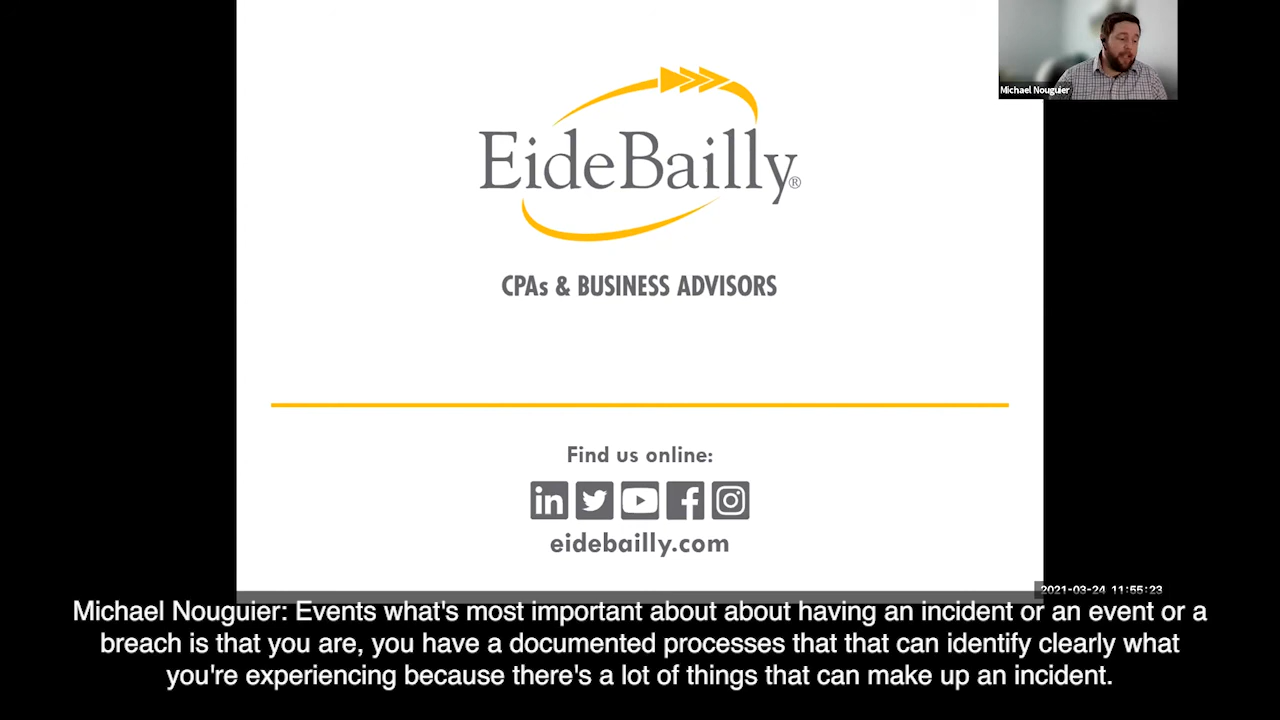 Michael Nouguier
EideBailly®
CPAs & BUSINESS ADVISORS
Find us online:
in
eidebailly.com
2021-03-24 11:55:23
Michael Nouguier: Events what's most important about about having an incident or an event or a
breach is that you are, you have a documented processes that that can identify clearly what
you're experiencing because there's a lot of things that can make up an incident.